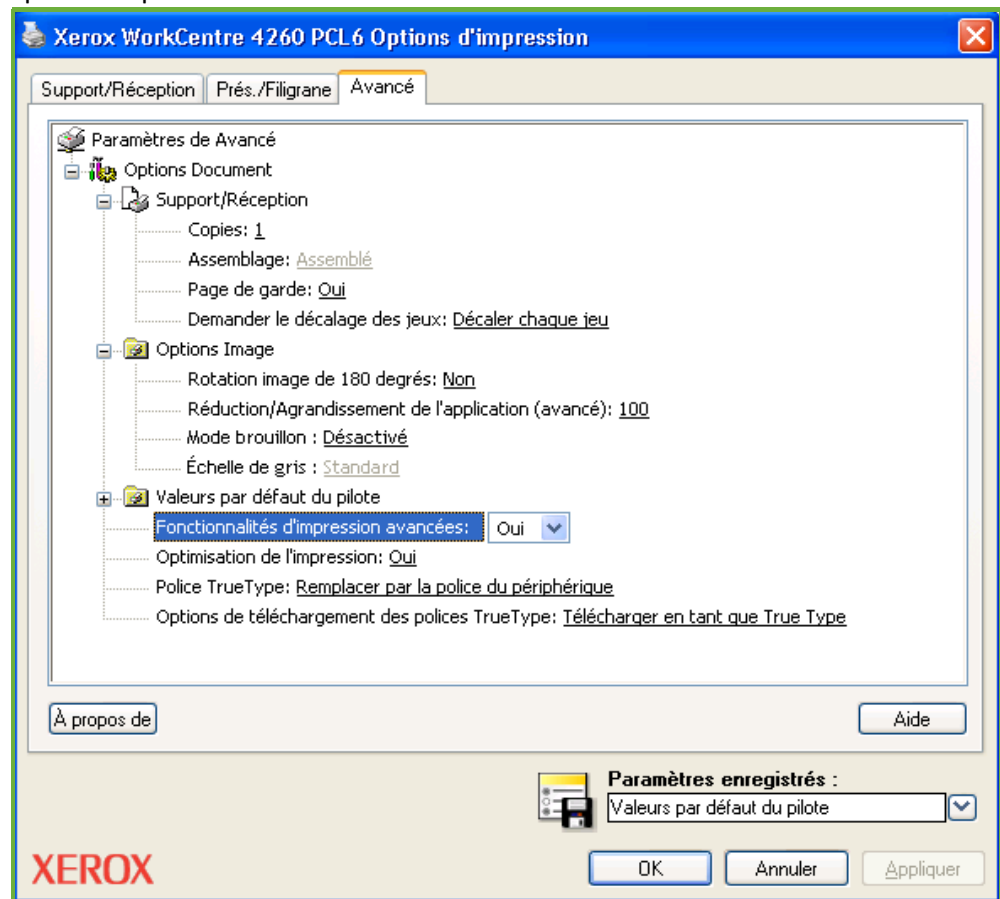 Xerox WorkCentre 4260 PCL6 Options d'impression
Support/Réception Prés./Filigrane Avancé
Paramètres de Avancé
Options Document
Support/Réception
Copies: 1
Assemblage: Assemblé
Page de garde: Oui
Demander le décalage des jeux: Décaler chaque jeu
Options Image
Rotation image de 180 degrés: Non
Réduction/Agrandissement de l'application (avancé): 100
Mode brouillon : Désactivé
Échelle de gris : Standard
Valeurs par défaut du pilote
Fonctionnalités d'impression avancées: Oui
Optimisation de l'impression: Oui
Police TrueType: Remplacer par la police du périphérique
Options de téléchargement des polices TrueType: Télécharger en tant que True Type
À propos de Aide
Paramètres enregistrés :
Valeurs par défaut du pilote
XEROX OK Annuler Appliquer